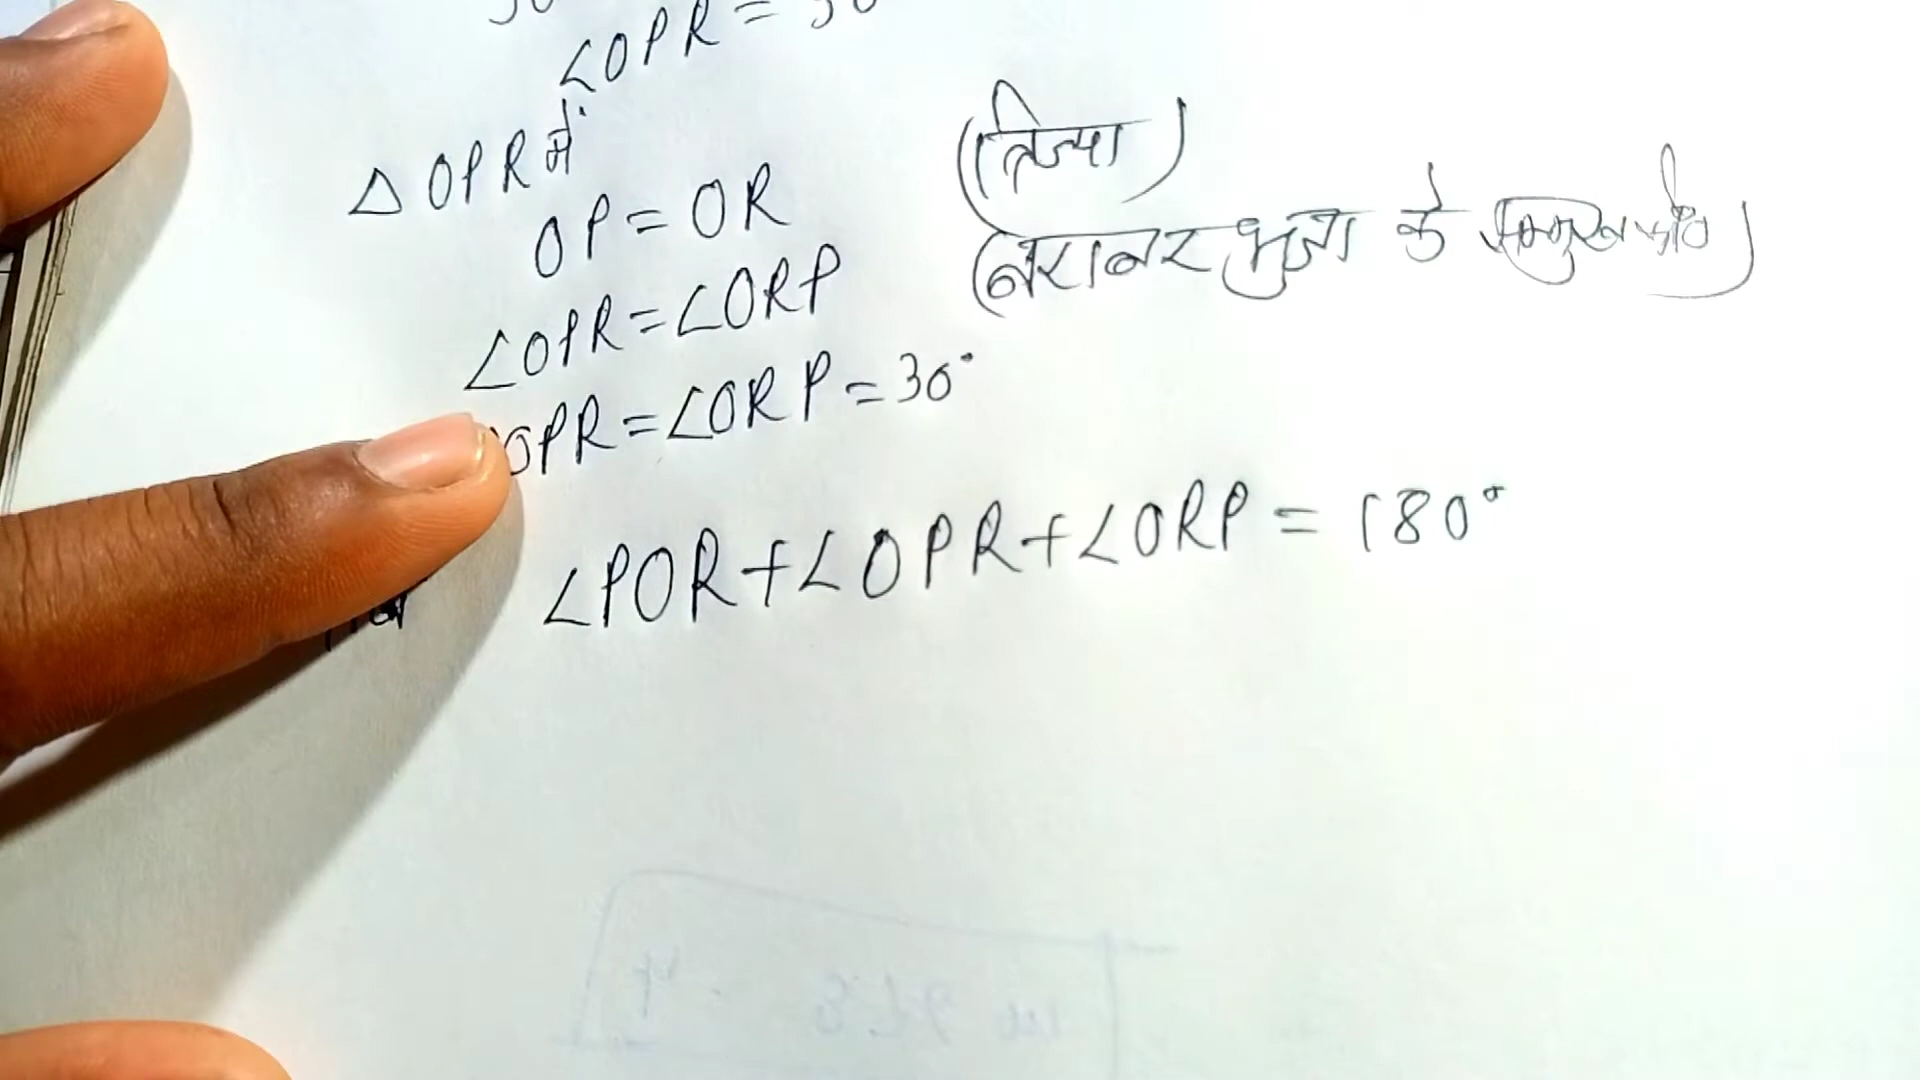 ∠OPR = 30
△OPR में
OP = OR (त्रिज्या)
∠OPR = ∠ORP (बराबर भुजा के सम्मुख कोण)
OPR = ∠ORP = 30°
∠POR + ∠OPR + ∠ORP = 180°